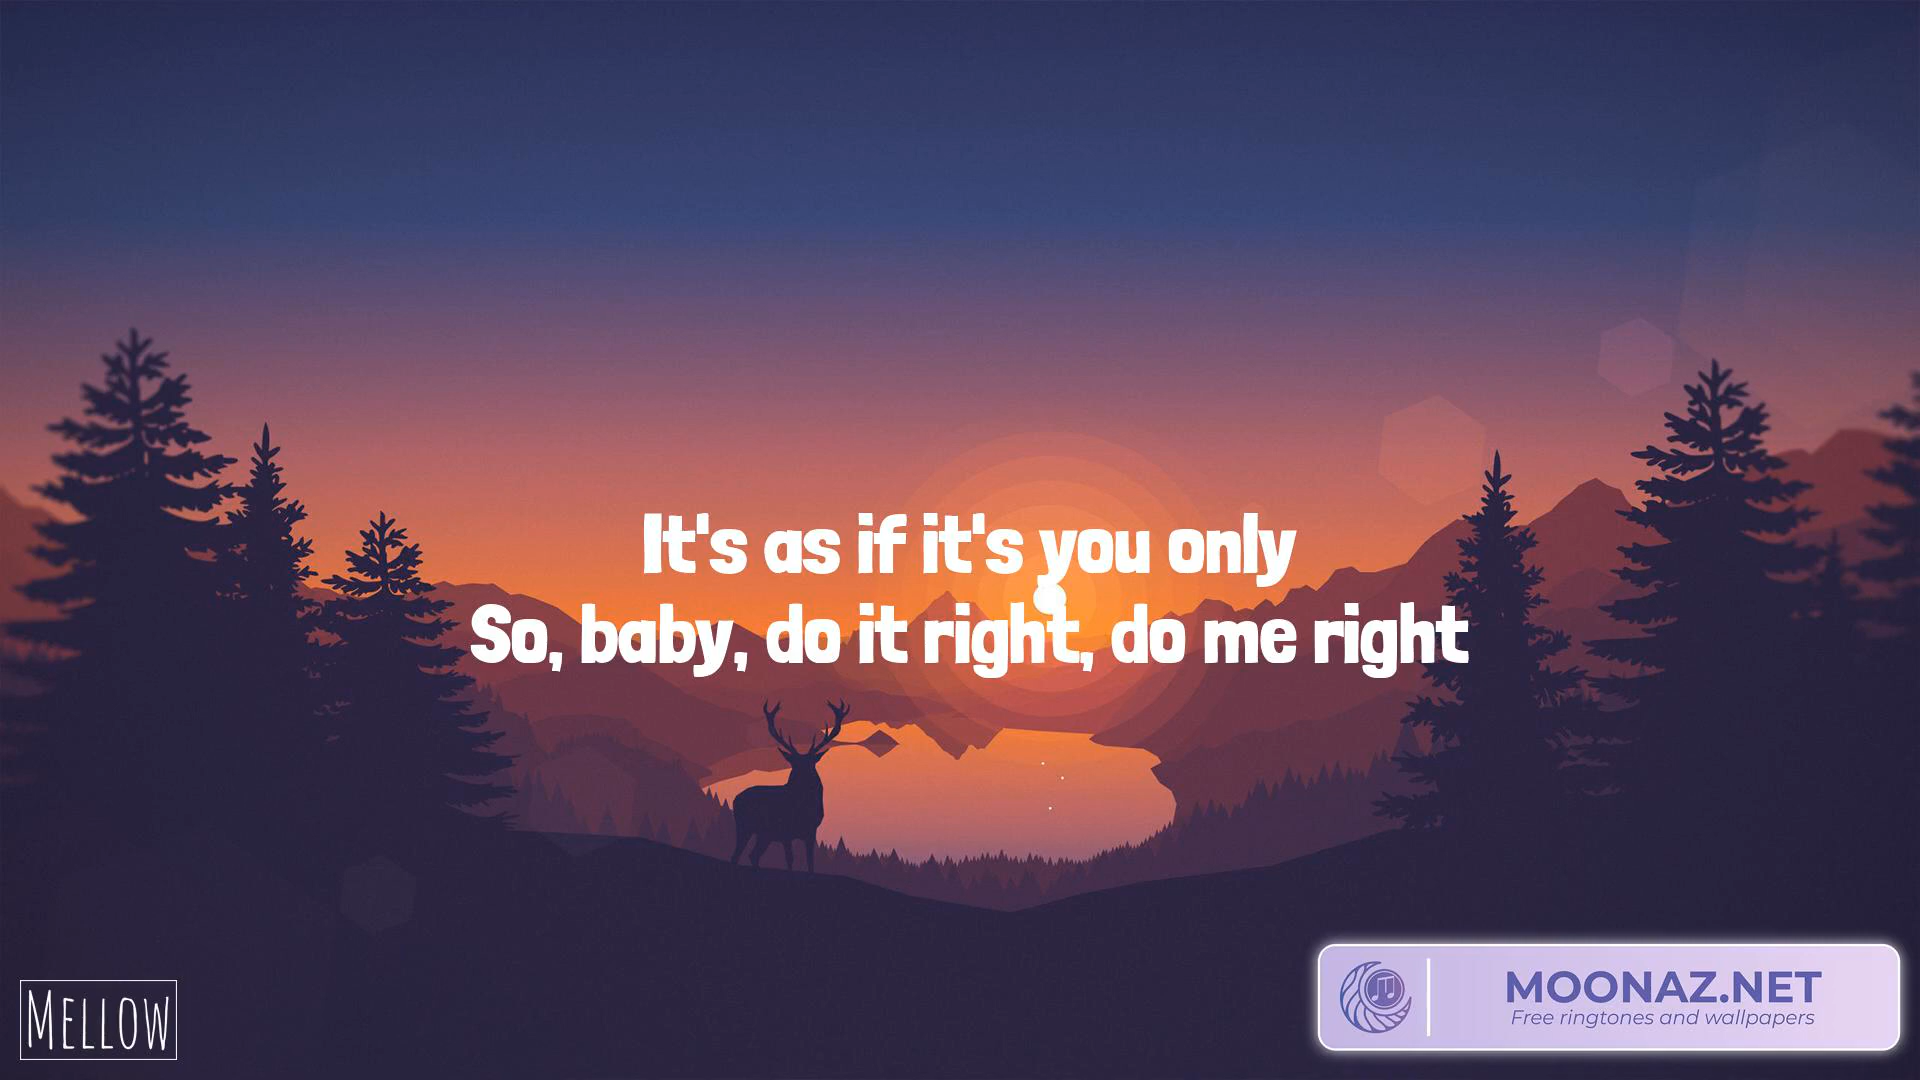 It's as if it's you only
So, baby, do it right, do me right
MELLOW
MOONAZ.NET
Free ringtones and wallpapers